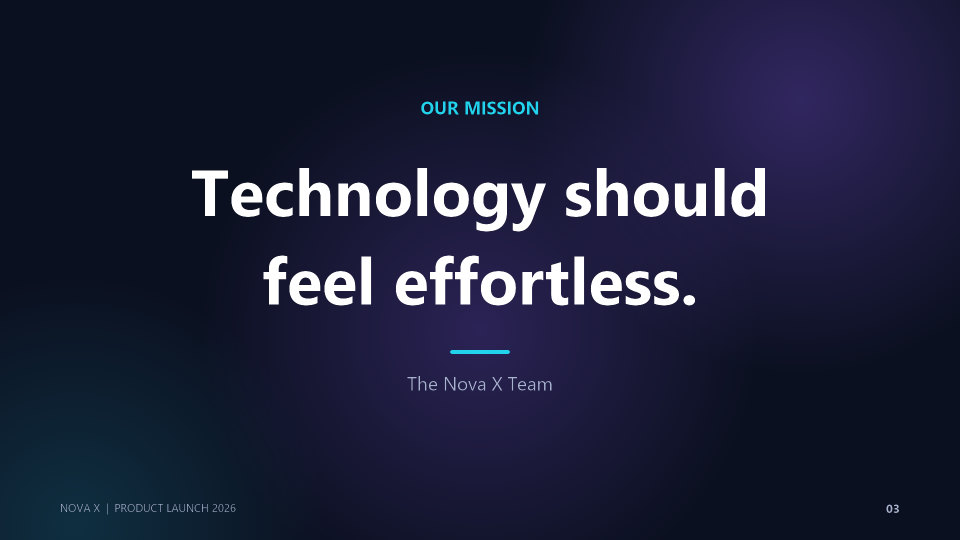 OUR MISSION
Technology should
feel effortless.
The Nova X Team
NOVA X | PRODUCT LAUNCH 2026
03